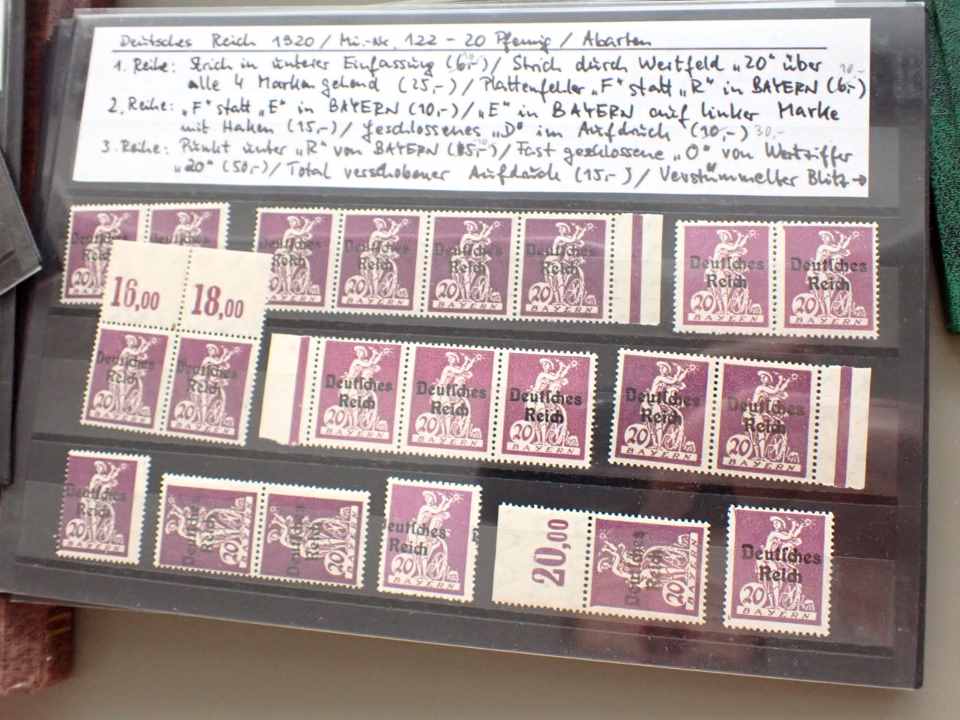 Deutsches Reich 1920 / Mi.-Nr. 122 - 20 Pfennig / Abarten
1. Reihe: Strich in unterer Einfassung (6,-) / Strich durch Wertfeld „20" über
alle 4 Marken gehend (25,-) / Plattenfehler „F" statt „R" in BAYERN (6,-)
2. Reihe: „F" statt „E" in BAYERN (10,-) / „E" in BAYERN auf linker Marke
mit Haken (15,-) / geschlossenes „D" im Aufdruck (10,-) 30,-
3. Reihe: Punkt unter „R" von BAYERN (15,-) / Fast geschlossene „O" von Wertziffer
„20" (50,-) / Total verschobener Aufdruck (15,-) / Verstümmelter Blitz →
Deutsches Reich 20 BAYERN
16,00 18,00
20,00